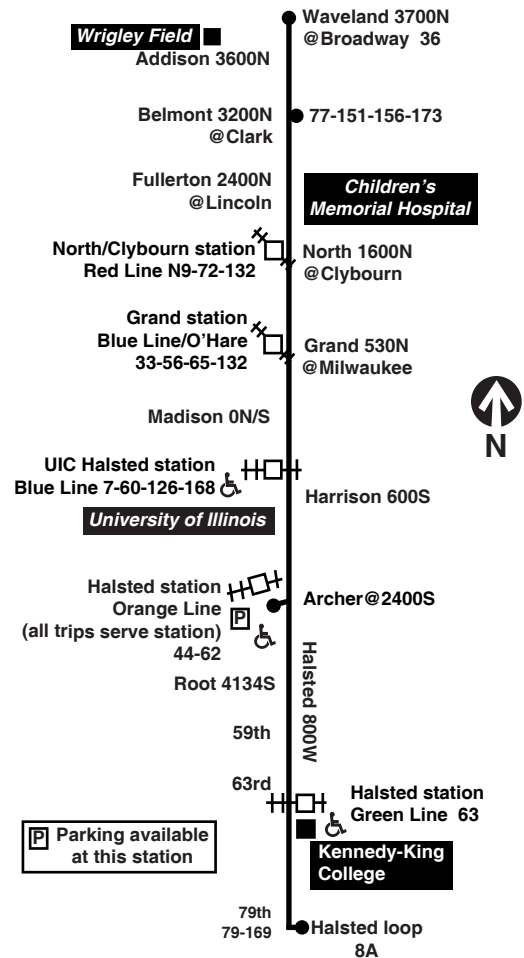 Waveland 3700N
@Broadway 36
Wrigley Field
Addison 3600N
Belmont 3200N
@Clark
77-151-156-173
Fullerton 2400N
@Lincoln
Children's
Memorial Hospital
North/Clybourn station
Red Line N9-72-132
North 1600N
@Clybourn
Grand station
Blue Line/O'Hare
33-56-65-132
Grand 530N
@Milwaukee
N
Madison 0N/S
UIC Halsted station
Blue Line 7-60-126-168
Harrison 600S
University of Illinois
Halsted station
Orange Line
(all trips serve station)
44-62
P
Archer@2400S
Root 4134S
Halsted 800W
59th
63rd
Halsted station
Green Line 63
Kennedy-King
College
P Parking available
at this station
79th
79-169
Halsted loop
8A